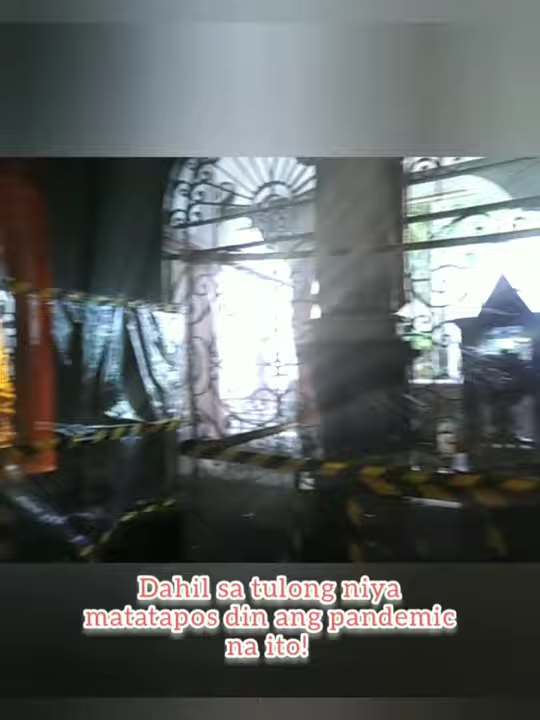 Dahil sa tulong niya
matatapos din ang pandemic
na ito!